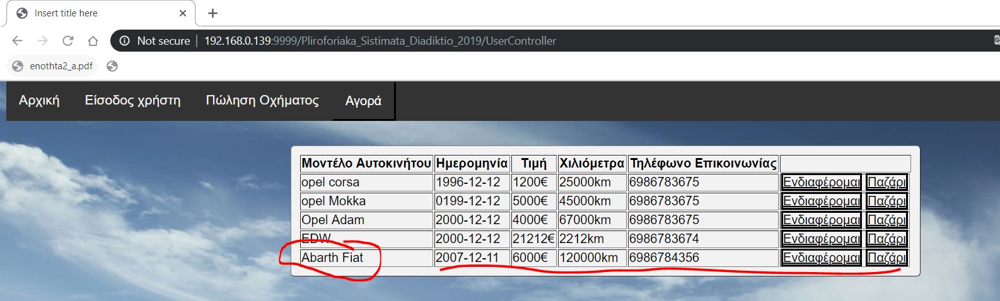 Insert title here
Not secure 192.168.0.139:9999/Pliroforiaka_Sistimata_Diadiktio_2019/UserController
enothta2_a.pdf
Αρχική Είσοδος χρήστη Πώληση Οχήματος Αγορά
Μοντέλο Αυτοκινήτου Ημερομηνία Τιμή Χιλιόμετρα Τηλέφωνο Επικοινωνίας
opel corsa 1996-12-12 1200€ 25000km 6986783675 Ενδιαφέρομαι Παζάρι
opel Mokka 0199-12-12 5000€ 45000km 6986783675 Ενδιαφέρομαι Παζάρι
Opel Adam 2000-12-12 4000€ 67000km 6986783675 Ενδιαφέρομαι Παζάρι
EDW 2000-12-12 21212€ 2212km 6986783674 Ενδιαφέρομαι Παζάρι
Abarth Fiat 2007-12-11 6000€ 120000km 6986784356 Ενδιαφέρομαι Παζάρι